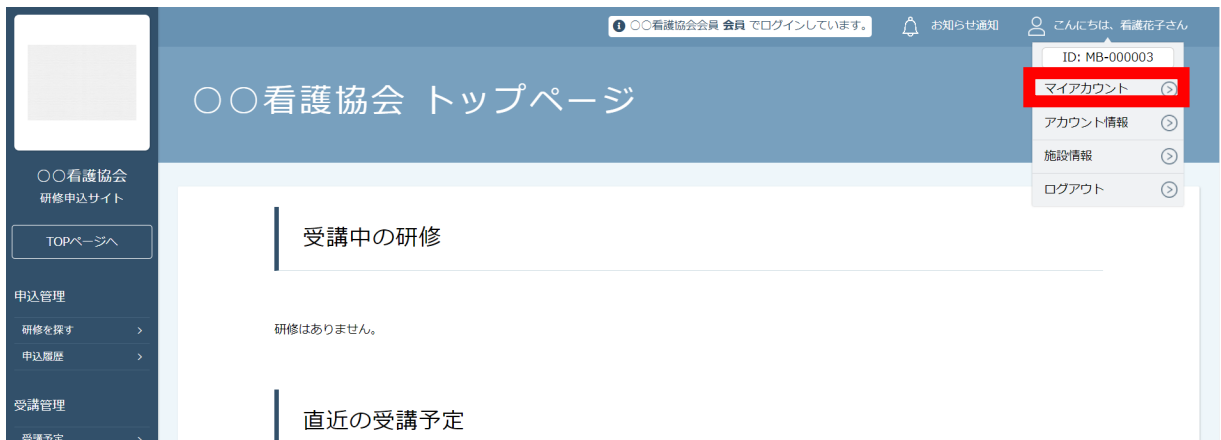 ○○看護協会会員 会員 でログインしています。
お知らせ通知
こんにちは、看護花子さん
ID: MB-000003
マイアカウント
アカウント情報
施設情報
ログアウト
○○看護協会 トップページ
○○看護協会
研修申込サイト
TOPページへ
申込管理
研修を探す
申込履歴
受講管理
受講予定
受講中の研修
研修はありません。
直近の受講予定